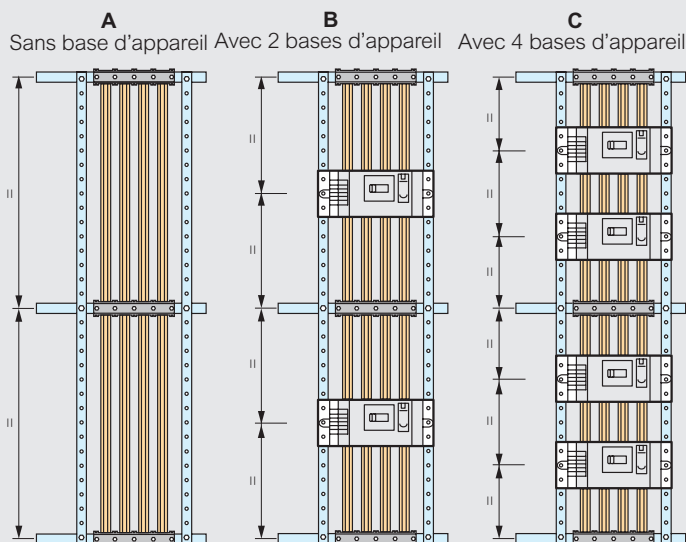 A
Sans base d'appareil
B
Avec 2 bases d'appareil
C
Avec 4 bases d'appareil
=
=
=
=
=
=
=
=
=
=
=
=